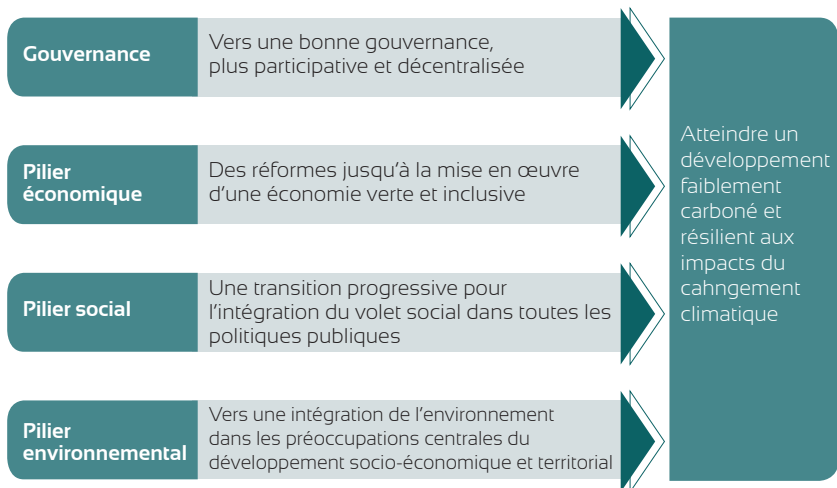 Gouvernance
Vers une bonne gouvernance,
plus participative et décentralisée
Pilier
économique
Des réformes jusqu'à la mise en œuvre
d'une économie verte et inclusive
Pilier social
Une transition progressive pour
l'intégration du volet social dans toutes les
politiques publiques
Pilier
environnemental
Vers une intégration de l'environnement
dans les préoccupations centrales du
développement socio-économique et territorial
Atteindre un
développement
faiblement
carboné et
résilient aux
impacts du
cahngement
climatique